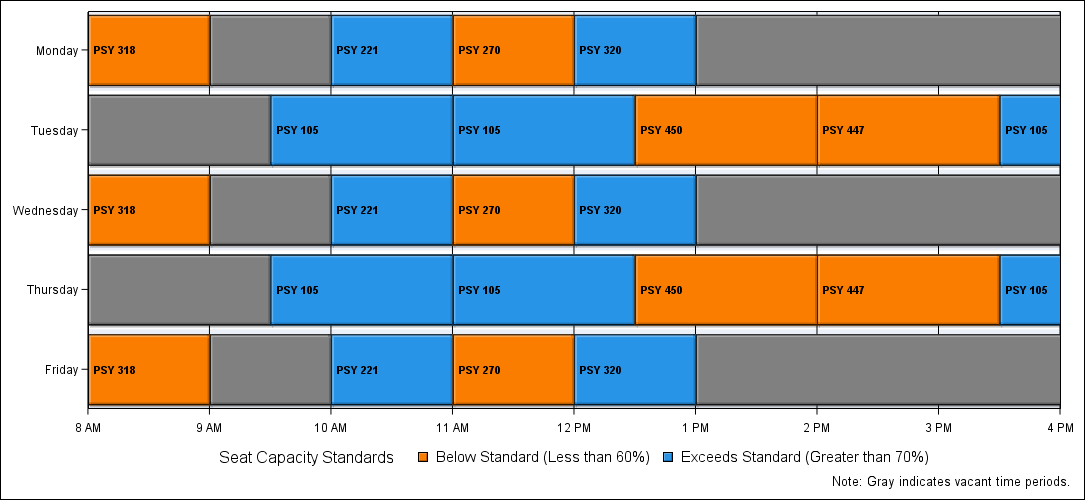 Monday PSY 318 PSY 221 PSY 270 PSY 320
Tuesday PSY 105 PSY 105 PSY 450 PSY 447 PSY 105
Wednesday PSY 318 PSY 221 PSY 270 PSY 320
Thursday PSY 105 PSY 105 PSY 450 PSY 447 PSY 105
Friday PSY 318 PSY 221 PSY 270 PSY 320
8 AM 9 AM 10 AM 11 AM 12 PM 1 PM 2 PM 3 PM 4 PM
Seat Capacity Standards Below Standard (Less than 60%) Exceeds Standard (Greater than 70%)
Note: Gray indicates vacant time periods.